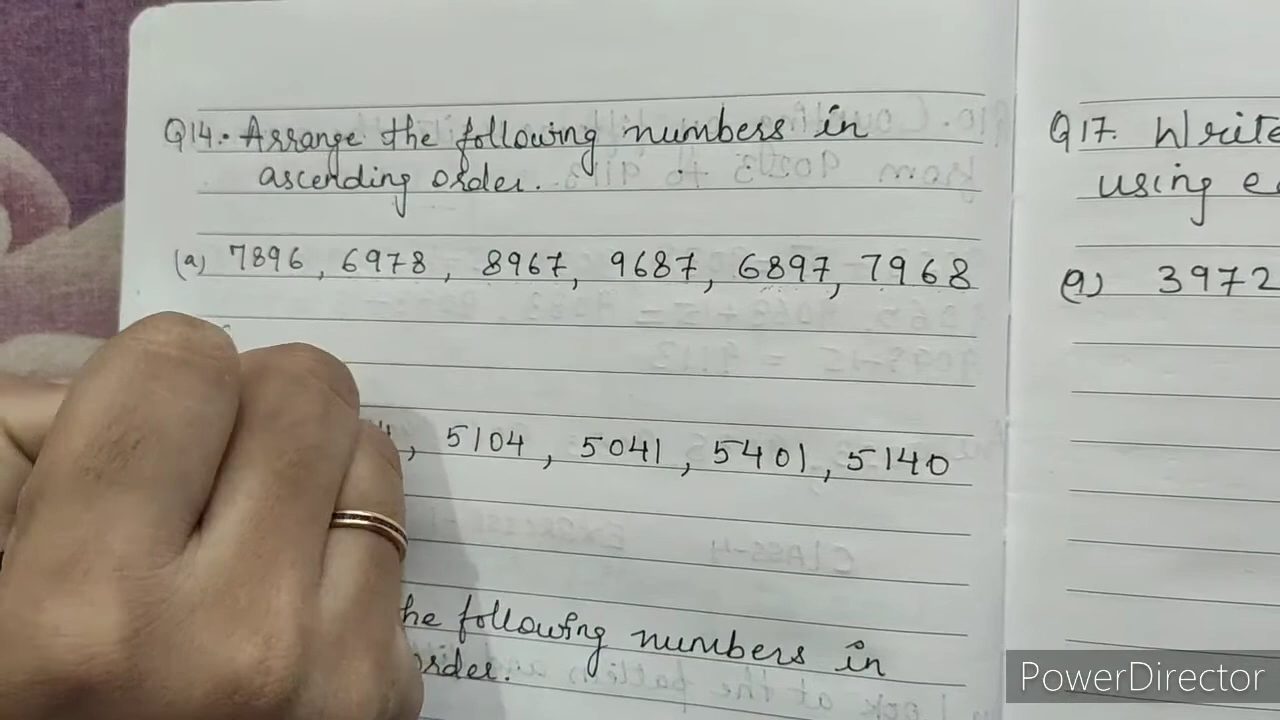 Q14. Arrange the following numbers in
ascending order.
(a) 7896, 6978, 8967, 9687, 6897, 7968
, 5104, 5041, 5401, 5140
the following numbers in
order.
Q17. Write
using
a) 3972
PowerDirector